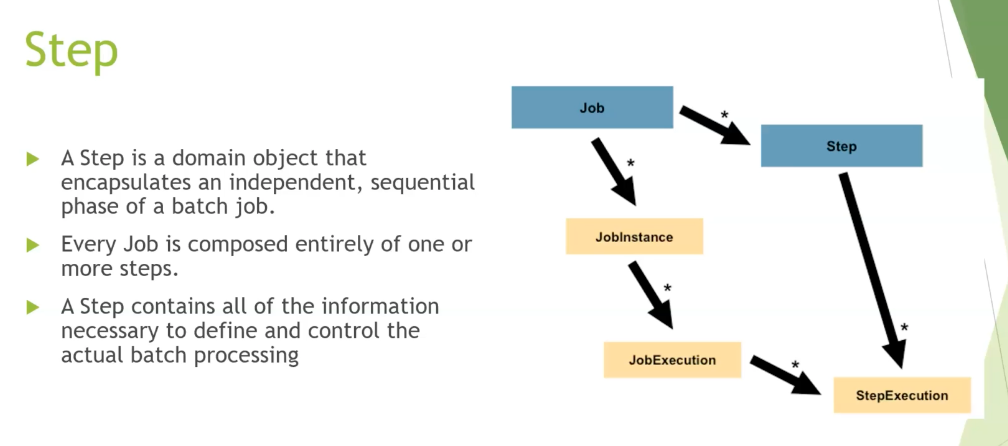 Step
A Step is a domain object that
encapsulates an independent, sequential
phase of a batch job.
Every Job is composed entirely of one or
more steps.
A Step contains all of the information
necessary to define and control the
actual batch processing
Job
*
Step
*
JobInstance
*
*
JobExecution
*
StepExecution